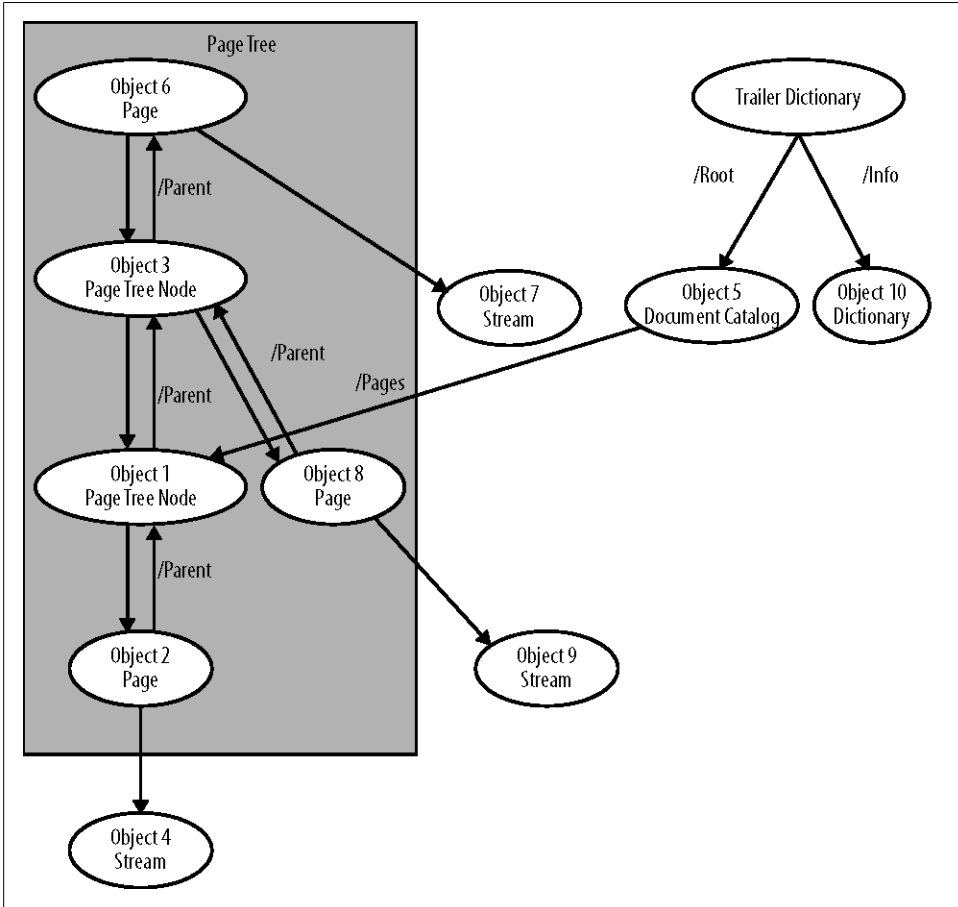 Page Tree
Object 6
Page
Trailer Dictionary
/Root
/Info
/Parent
Object 3
Page Tree Node
Object 7
Stream
Object 5
Document Catalog
Object 10
Dictionary
/Parent
/Parent
/Pages
Object 1
Page Tree Node
Object 8
Page
/Parent
Object 2
Page
Object 9
Stream
Object 4
Stream